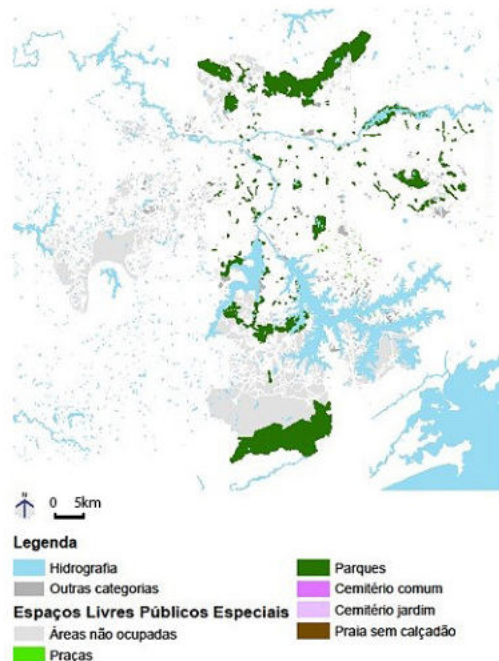 N
0 5km
Legenda
Hidrografia
Outras categorias
Espaços Livres Públicos Especiais
Áreas não ocupadas
Praças
Parques
Cemitério comum
Cemitério jardim
Praia sem calçadão